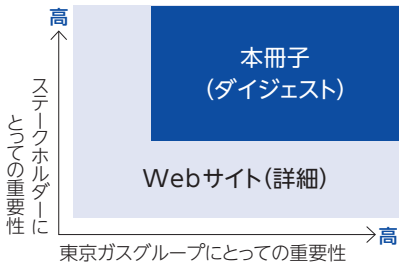 高
本冊子
(ダイジェスト)
ステークホルダーに
とっての重要性
Webサイト(詳細)
高
東京ガスグループにとっての重要性